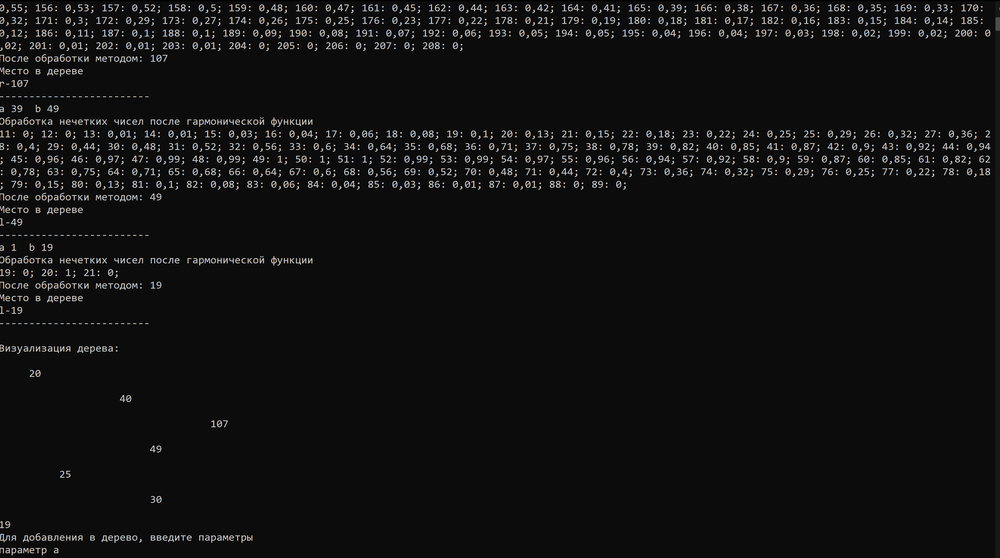 0,55; 156: 0,53; 157: 0,52; 158: 0,5; 159: 0,48; 160: 0,47; 161: 0,45; 162: 0,44; 163: 0,42; 164: 0,41; 165: 0,39; 166: 0,38; 167: 0,36; 168: 0,35; 169: 0,33; 170:
0,32; 171: 0,3; 172: 0,29; 173: 0,27; 174: 0,26; 175: 0,25; 176: 0,23; 177: 0,22; 178: 0,21; 179: 0,19; 180: 0,18; 181: 0,17; 182: 0,16; 183: 0,15; 184: 0,14; 185:
0,12; 186: 0,11; 187: 0,1; 188: 0,1; 189: 0,09; 190: 0,08; 191: 0,07; 192: 0,06; 193: 0,05; 194: 0,05; 195: 0,04; 196: 0,04; 197: 0,03; 198: 0,02; 199: 0,02; 200: 0
,02; 201: 0,01; 202: 0,01; 203: 0,01; 204: 0; 205: 0; 206: 0; 207: 0; 208: 0;
После обработки методом: 107
Место в дереве
r-107
-------------------------
a 39  b 49
Обработка нечетких чисел после гармонической функции
11: 0; 12: 0; 13: 0,01; 14: 0,01; 15: 0,03; 16: 0,04; 17: 0,06; 18: 0,08; 19: 0,1; 20: 0,13; 21: 0,15; 22: 0,18; 23: 0,22; 24: 0,25; 25: 0,29; 26: 0,32; 27: 0,36; 2
8: 0,4; 29: 0,44; 30: 0,48; 31: 0,52; 32: 0,56; 33: 0,6; 34: 0,64; 35: 0,68; 36: 0,71; 37: 0,75; 38: 0,78; 39: 0,82; 40: 0,85; 41: 0,87; 42: 0,9; 43: 0,92; 44: 0,94
; 45: 0,96; 46: 0,97; 47: 0,99; 48: 0,99; 49: 1; 50: 1; 51: 1; 52: 0,99; 53: 0,99; 54: 0,97; 55: 0,96; 56: 0,94; 57: 0,92; 58: 0,9; 59: 0,87; 60: 0,85; 61: 0,82; 62
: 0,78; 63: 0,75; 64: 0,71; 65: 0,68; 66: 0,64; 67: 0,6; 68: 0,56; 69: 0,52; 70: 0,48; 71: 0,44; 72: 0,4; 73: 0,36; 74: 0,32; 75: 0,29; 76: 0,25; 77: 0,22; 78: 0,18
; 79: 0,15; 80: 0,13; 81: 0,1; 82: 0,08; 83: 0,06; 84: 0,04; 85: 0,03; 86: 0,01; 87: 0,01; 88: 0; 89: 0;
После обработки методом: 49
Место в дереве
l-49
-------------------------
a 1  b 19
Обработка нечетких чисел после гармонической функции
19: 0; 20: 1; 21: 0;
После обработки методом: 19
Место в дереве
l-19
-------------------------
Визуализация дерева:
20
40
107
49
25
30
19
Для добавления в дерево, введите параметры
параметр a